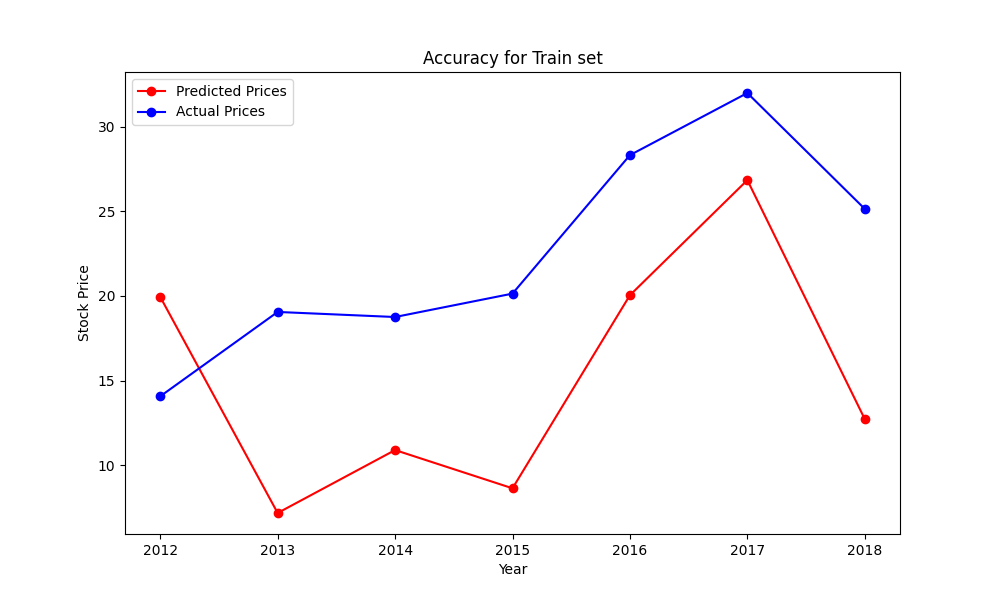 Accuracy for Train set
Predicted Prices
Actual Prices
Stock Price
30
25
20
15
10
2012 2013 2014 2015 2016 2017 2018
Year